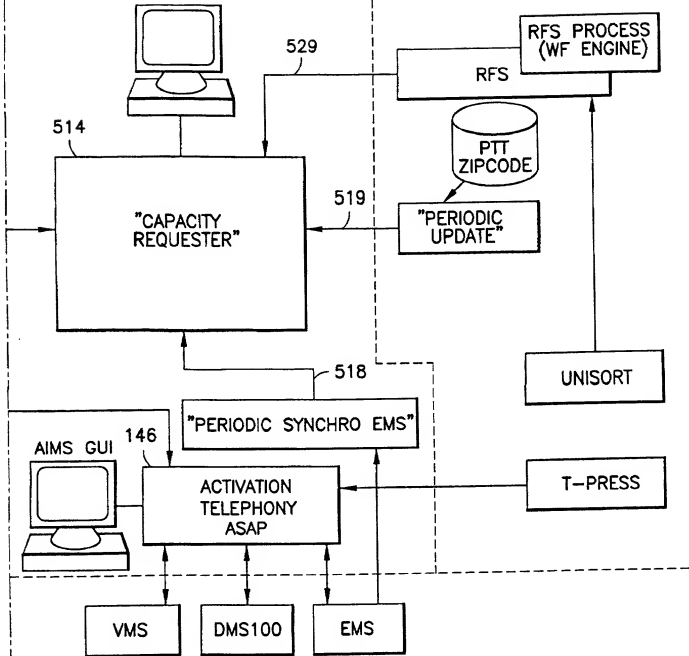 RFS PROCESS
(WF ENGINE)
529
RFS
514
PTT
ZIPCODE
"CAPACITY
REQUESTER"
519
"PERIODIC
UPDATE"
518
UNISORT
"PERIODIC SYNCHRO EMS"
AIMS GUI
146
ACTIVATION
TELEPHONY
ASAP
T-PRESS
VMS
DMS100
EMS